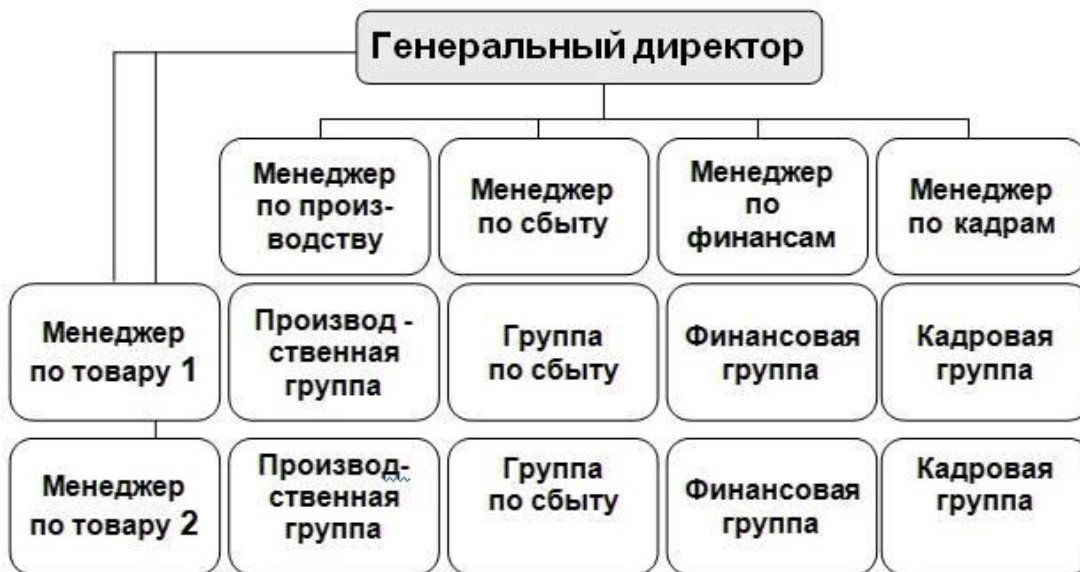 Генеральный директор
Менеджер
по произ-
водству
Менеджер
по сбыту
Менеджер
по
финансам
Менеджер
по кадрам
Менеджер
по товару 1
Производ -
ственная
группа
Группа
по сбыту
Финансовая
группа
Кадровая
группа
Менеджер
по товару 2
Производ-
ственная
группа
Группа
по сбыту
Финансовая
группа
Кадровая
группа